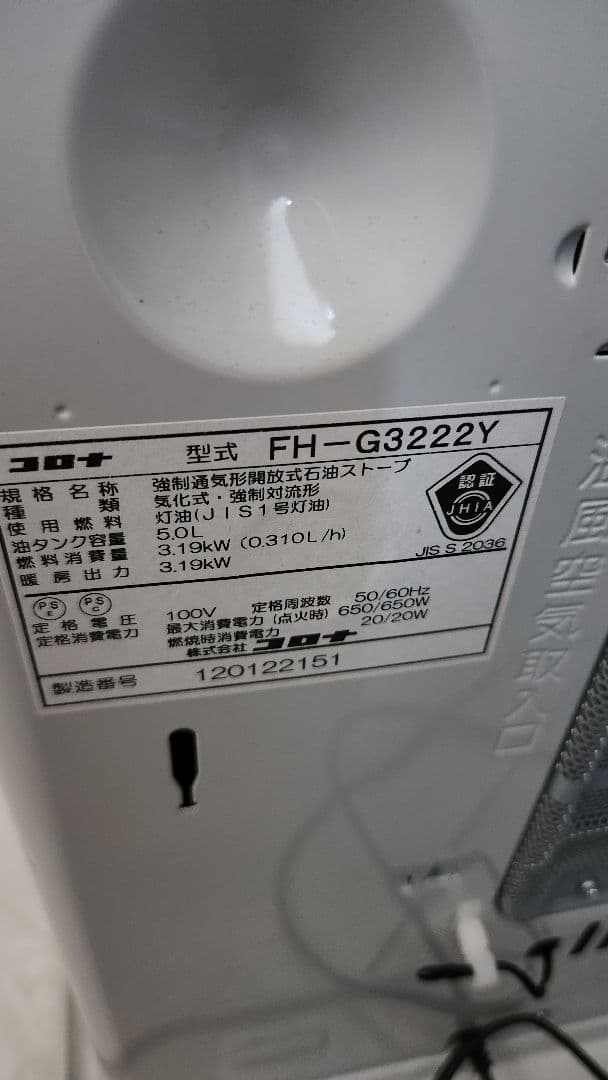 コロナ 型式 FH-G3222Y
規格名称 強制通気形開放式石油ストーブ
種類 気化式・強制対流形
使用燃料 灯油(JIS1号灯油)
油タンク容量 5.0L
燃料消費量 3.19kW (0.310L/h)
暖房出力 3.19kW
認証
JHIA
JIS S 2036
PS E PS C
定格電圧 100V 定格周波数 50/60Hz
定格消費電力 最大消費電力(点火時) 650/650W
燃焼時消費電力 20/20W
株式会社 コロナ
製造番号 120122151
温風空気取入口